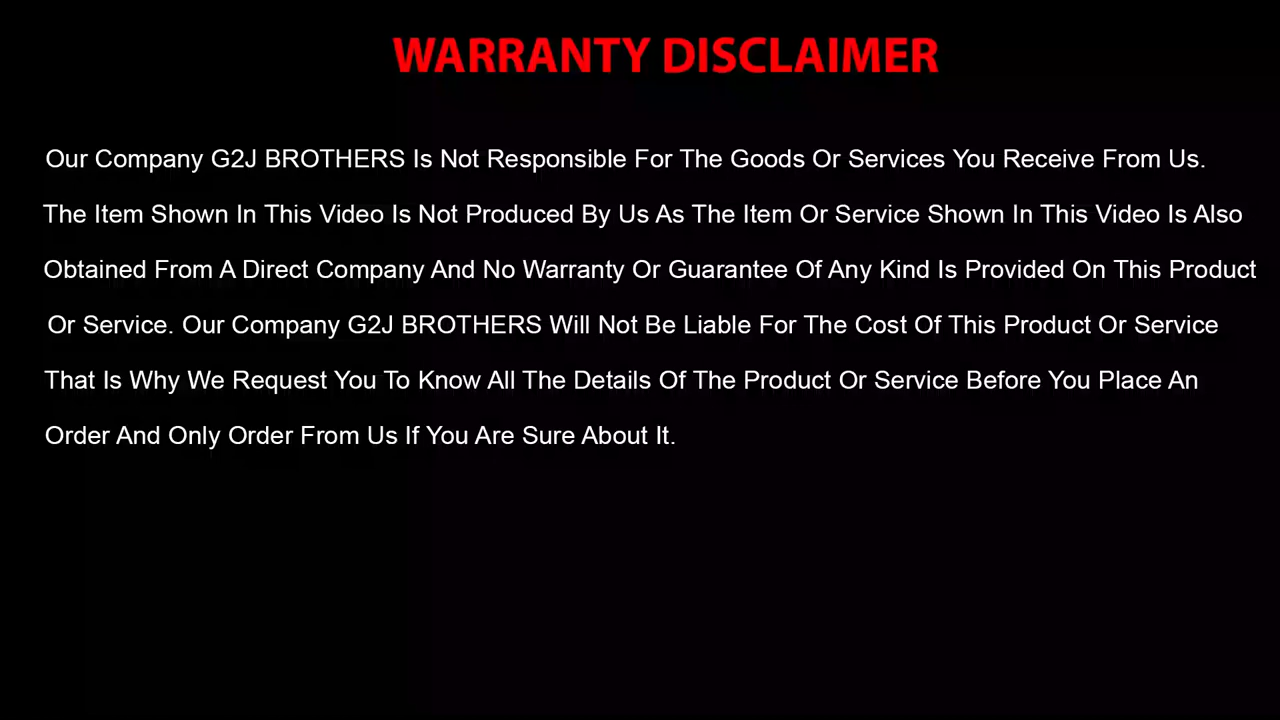 WARRANTY DISCLAIMER
Our Company G2J BROTHERS Is Not Responsible For The Goods Or Services You Receive From Us.
The Item Shown In This Video Is Not Produced By Us As The Item Or Service Shown In This Video Is Also
Obtained From A Direct Company And No Warranty Or Guarantee Of Any Kind Is Provided On This Product
Or Service. Our Company G2J BROTHERS Will Not Be Liable For The Cost Of This Product Or Service
That Is Why We Request You To Know All The Details Of The Product Or Service Before You Place An
Order And Only Order From Us If You Are Sure About It.